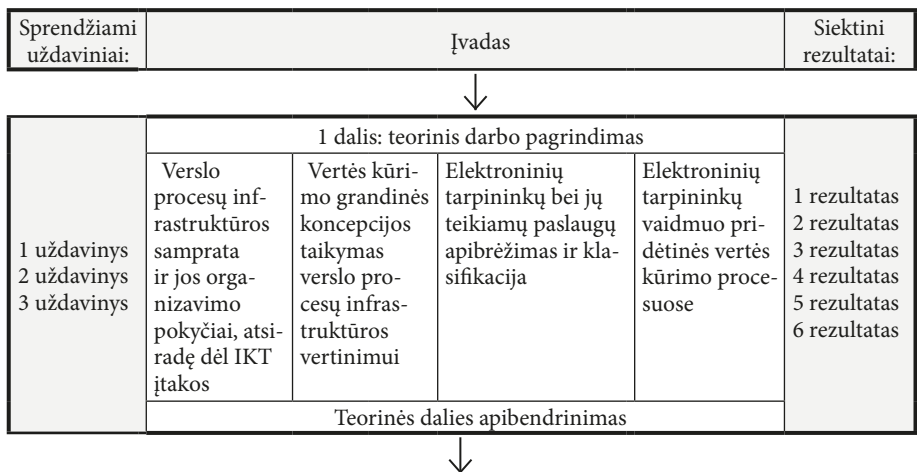 Sprendžiami
uždaviniai:
Įvadas
Siektini
rezultatai:
1 dalis: teorinis darbo pagrindimas
1 uždavinys
2 uždavinys
3 uždavinys
Verslo
procesų inf-
rastruktūros
samprata
ir jos orga-
nizavimo
pokyčiai, atsi-
radę dėl IKT
įtakos
Vertės kūri-
mo grandinės
koncepcijos
taikymas
verslo pro-
cesų infras-
truktūros
vertinimui
Elektroninių
tarpininkų bei jų
teikiamų paslaugų
apibrėžimas ir kla-
sifikacija
Elektroninių
tarpininkų
vaidmuo pri-
dėtinės vertės
kūrimo proce-
suose
1 rezultatas
2 rezultatas
3 rezultatas
4 rezultatas
5 rezultatas
6 rezultatas
Teorinės dalies apibendrinimas